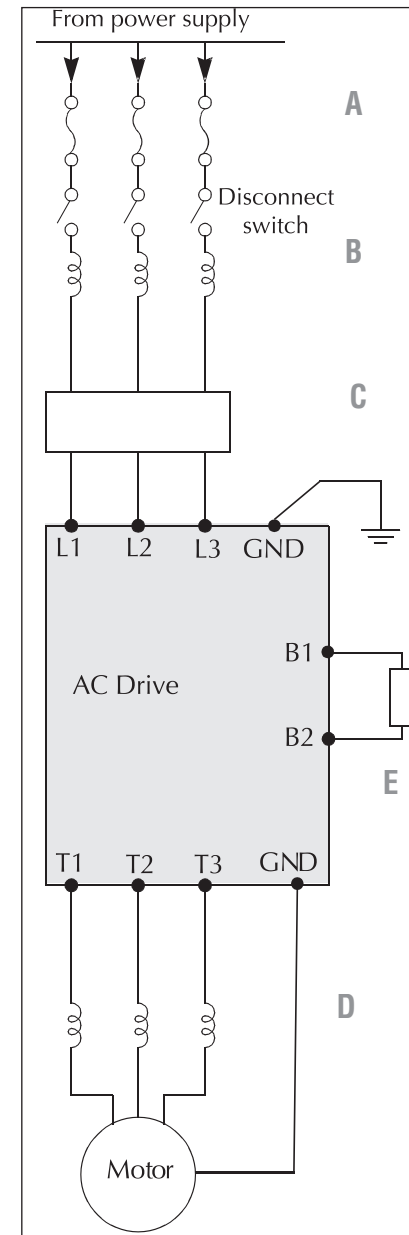 From power supply
A
Disconnect
switch
B
C
L1 L2 L3 GND
B1
AC Drive
B2
E
T1 T2 T3 GND
D
Motor